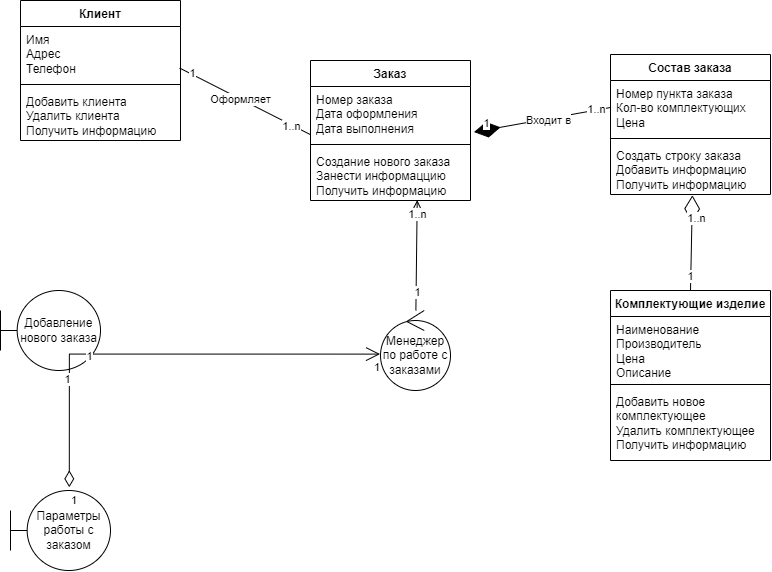 Клиент
Имя
Адрес
Телефон
Добавить клиента
Удалить клиента
Получить информацию
1
Оформляет
1..n
Заказ
Номер заказа
Дата оформления
Дата выполнения
Создание нового заказа
Занести информаццию
Получить информацию
1
Входит в
1..n
Состав заказа
Номер пункта заказа
Кол-во комплектующих
Цена
Создать строку заказа
Добавить информацию
Получить информацию
1..n
1
Комплектующие изделие
Наименование
Производитель
Цена
Описание
Добавить новое
комплектующее
Удалить комплектующее
Получить информацию
1..n
1
Менеджер
по работе с
заказами
1
Добавление
нового заказа
1
1
1
Параметры
работы с
заказом